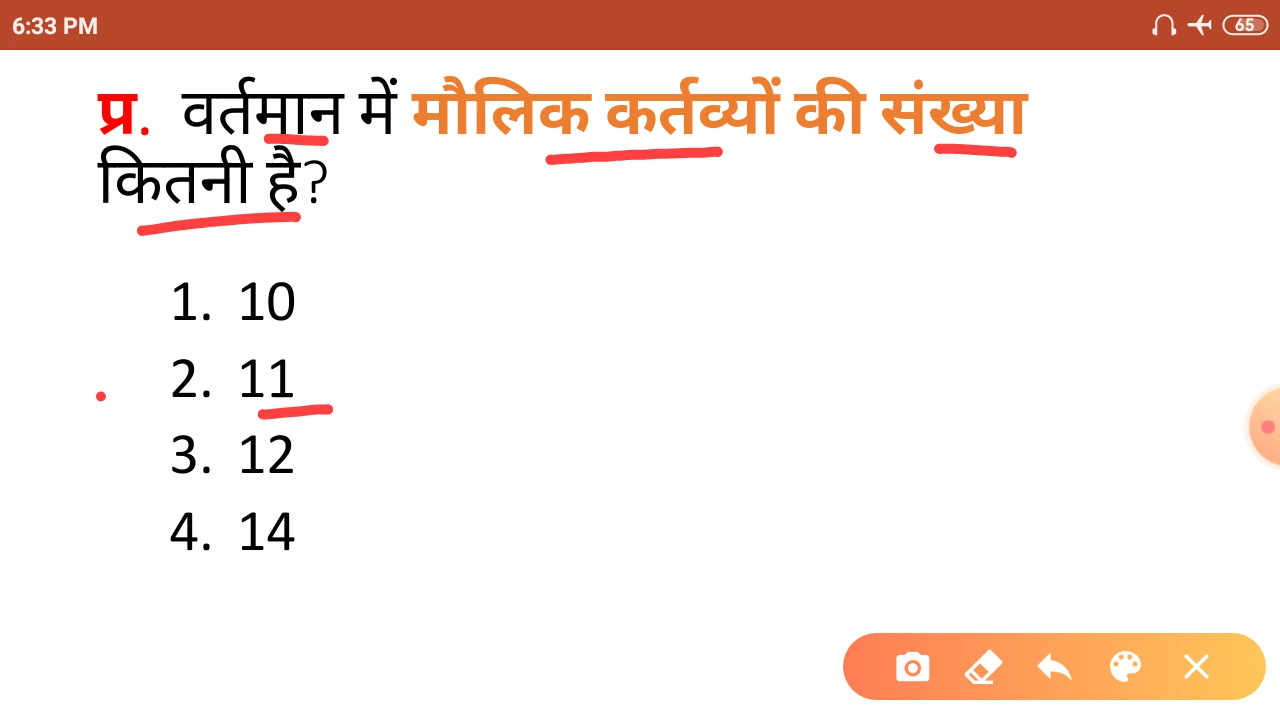 6:33 PM 65
प्र. वर्तमान में मौलिक कर्तव्यों की संख्या
कितनी है?
1. 10
2. 11
3. 12
4. 14